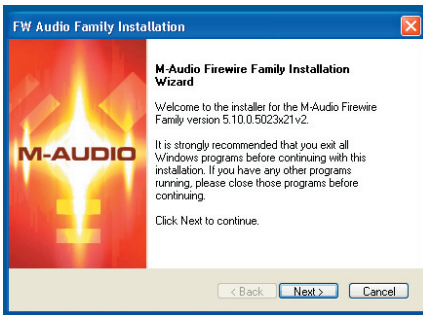 FW Audio Family Installation
M-AUDIO
M-Audio Firewire Family Installation
Wizard
Welcome to the installer for the M-Audio Firewire
Family version 5.10.0.5023x21v2.
It is strongly recommended that you exit all
Windows programs before continuing with this
installation. If you have any other programs
running, please close those programs before
continuing.
Click Next to continue.
< Back Next > Cancel